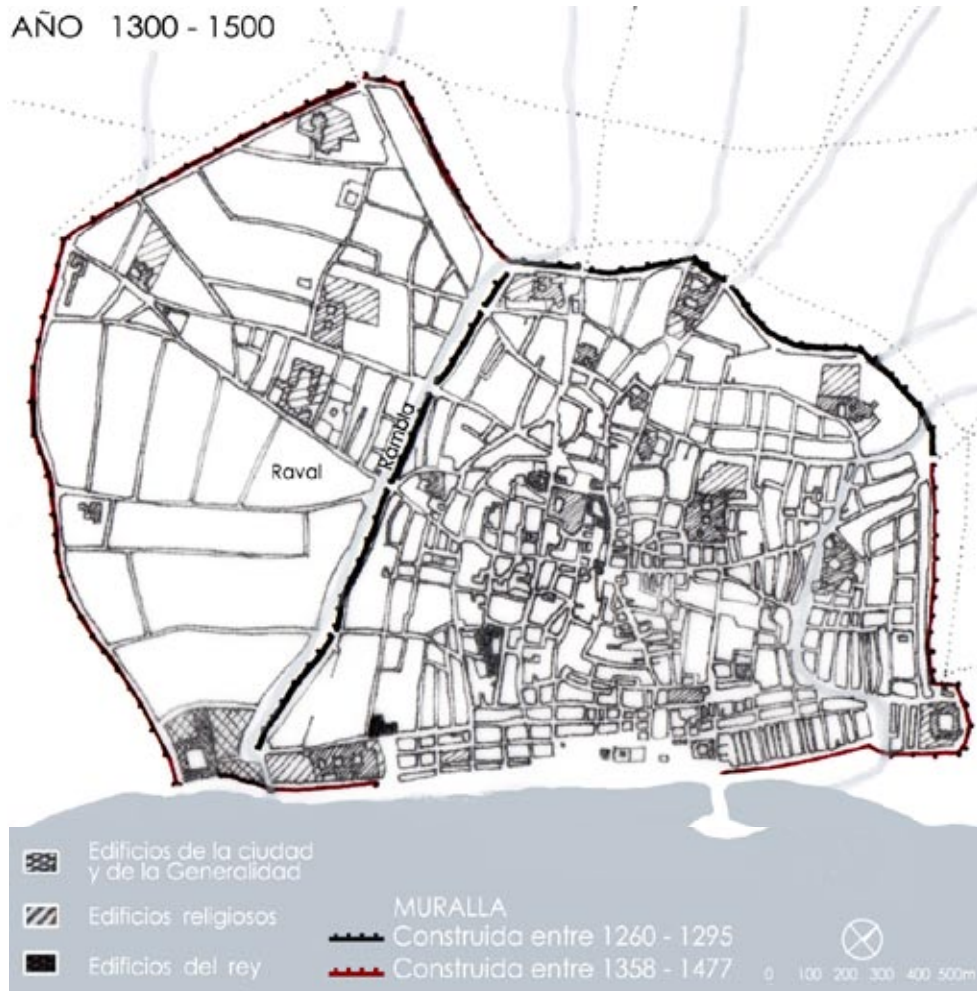 AÑO 1300 - 1500
Rambla
Raval
Edificios de la ciudad
y de la Generalidad
Edificios religiosos
Edificios del rey
MURALLA
Construida entre 1260 - 1295
Construida entre 1358 - 1477
0 100 200 300 400 500m